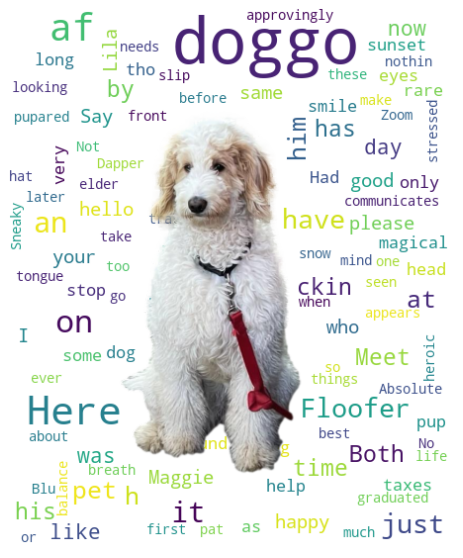 approvingly
af doggo now
Lila needs sunset
long tho these nothin
looking by slip same eyes rare
before
pupared Say front him smile make
has Zoom stressed
Not day
very Dapper
hat elder good only
later an hello communicates
Sneaky have please
take magical
your snow mind one head
tongue too seen
stop go ckin at
when appears
I on who
some dog Meet heroic
ever so things
Here Absolute
Floofer pup
about best No
was Both life
breath Maggie time
Blu balance pet h help taxes
graduated
his it happy just
or like first pat as much